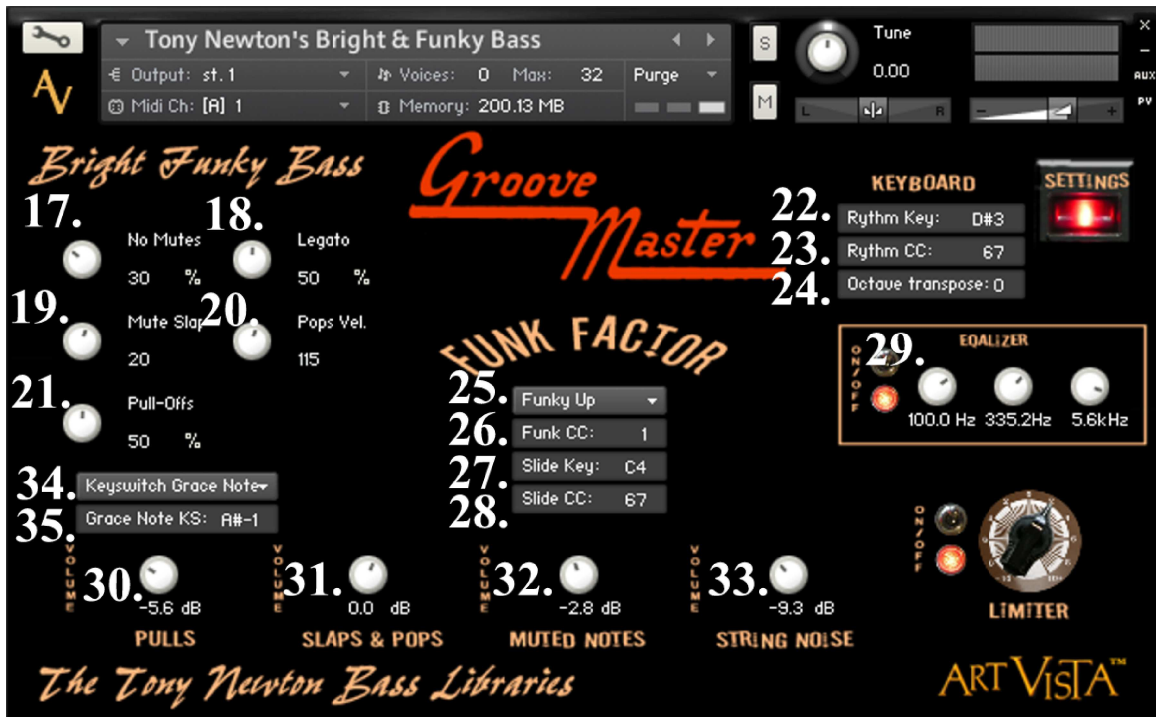 Tony Newton's Bright & Funky Bass
S
Tune
0.00
X
–
AUX
PV
AV
Output: st.1
Voices: 0 Max: 32
Purge
Midi Ch: [A] 1
Memory: 200.13 MB
M
L R
- +
Bright Funky Bass
Groove
Master
KEYBOARD
SETTINGS
17.
No Mutes
30 %
18.
Legato
50 %
22.
Rythm Key: D#3
23.
Rythm CC: 67
24.
Octave transpose: 0
19.
Mute Slap
20
20.
Pops Vel.
115
FUNK FACTOR
21.
Pull-Offs
50 %
25.
Funky Up
26.
Funk CC: 1
27.
Slide Key: C4
28.
Slide CC: 67
ON/OFF
29.
EQALIZER
100.0 Hz 335.2Hz 5.6kHz
34.
Keyswitch Grace Note
35.
Grace Note KS: A#-1
ON/OFF
LIMITER
VOLUME
30.
-5.6 dB
PULLS
VOLUME
31.
0.0 dB
SLAPS & POPS
VOLUME
32.
-2.8 dB
MUTED NOTES
VOLUME
33.
-9.3 dB
STRING NOISE
The Tony Newton Bass Libraries
ART VISTA™